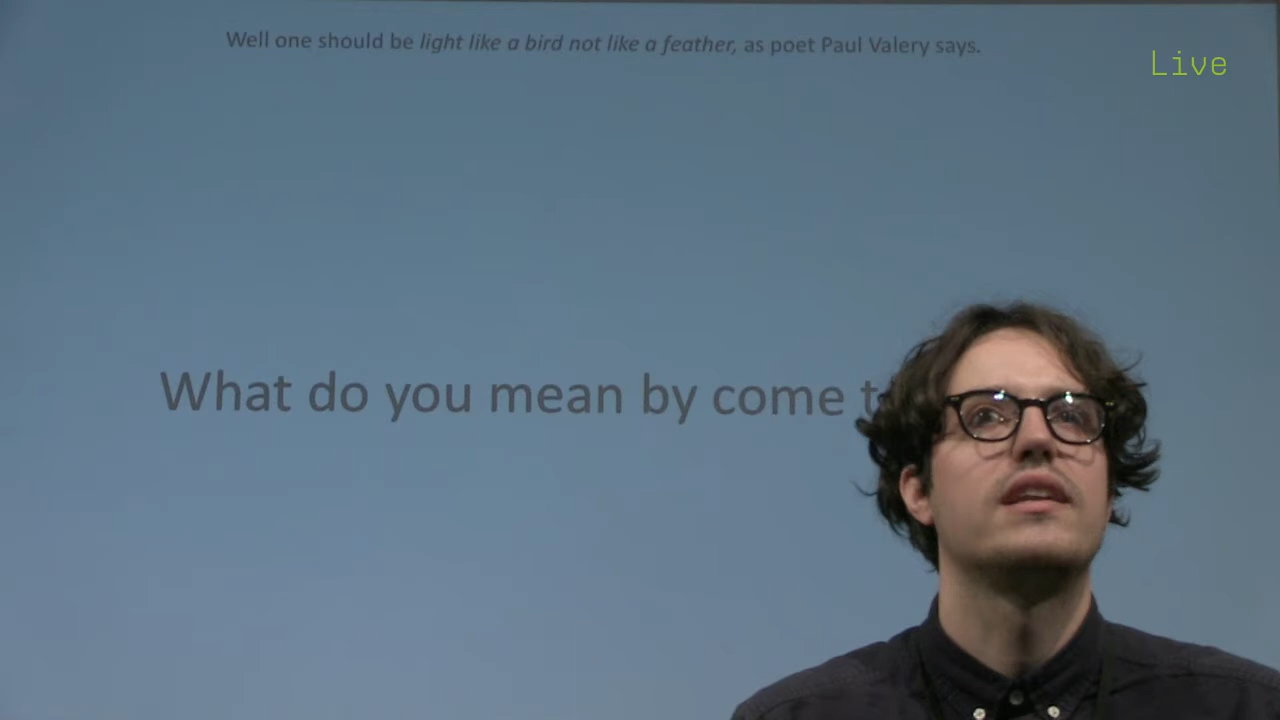 Well one should be light like a bird not like a feather, as poet Paul Valery says.
Live
What do you mean by come